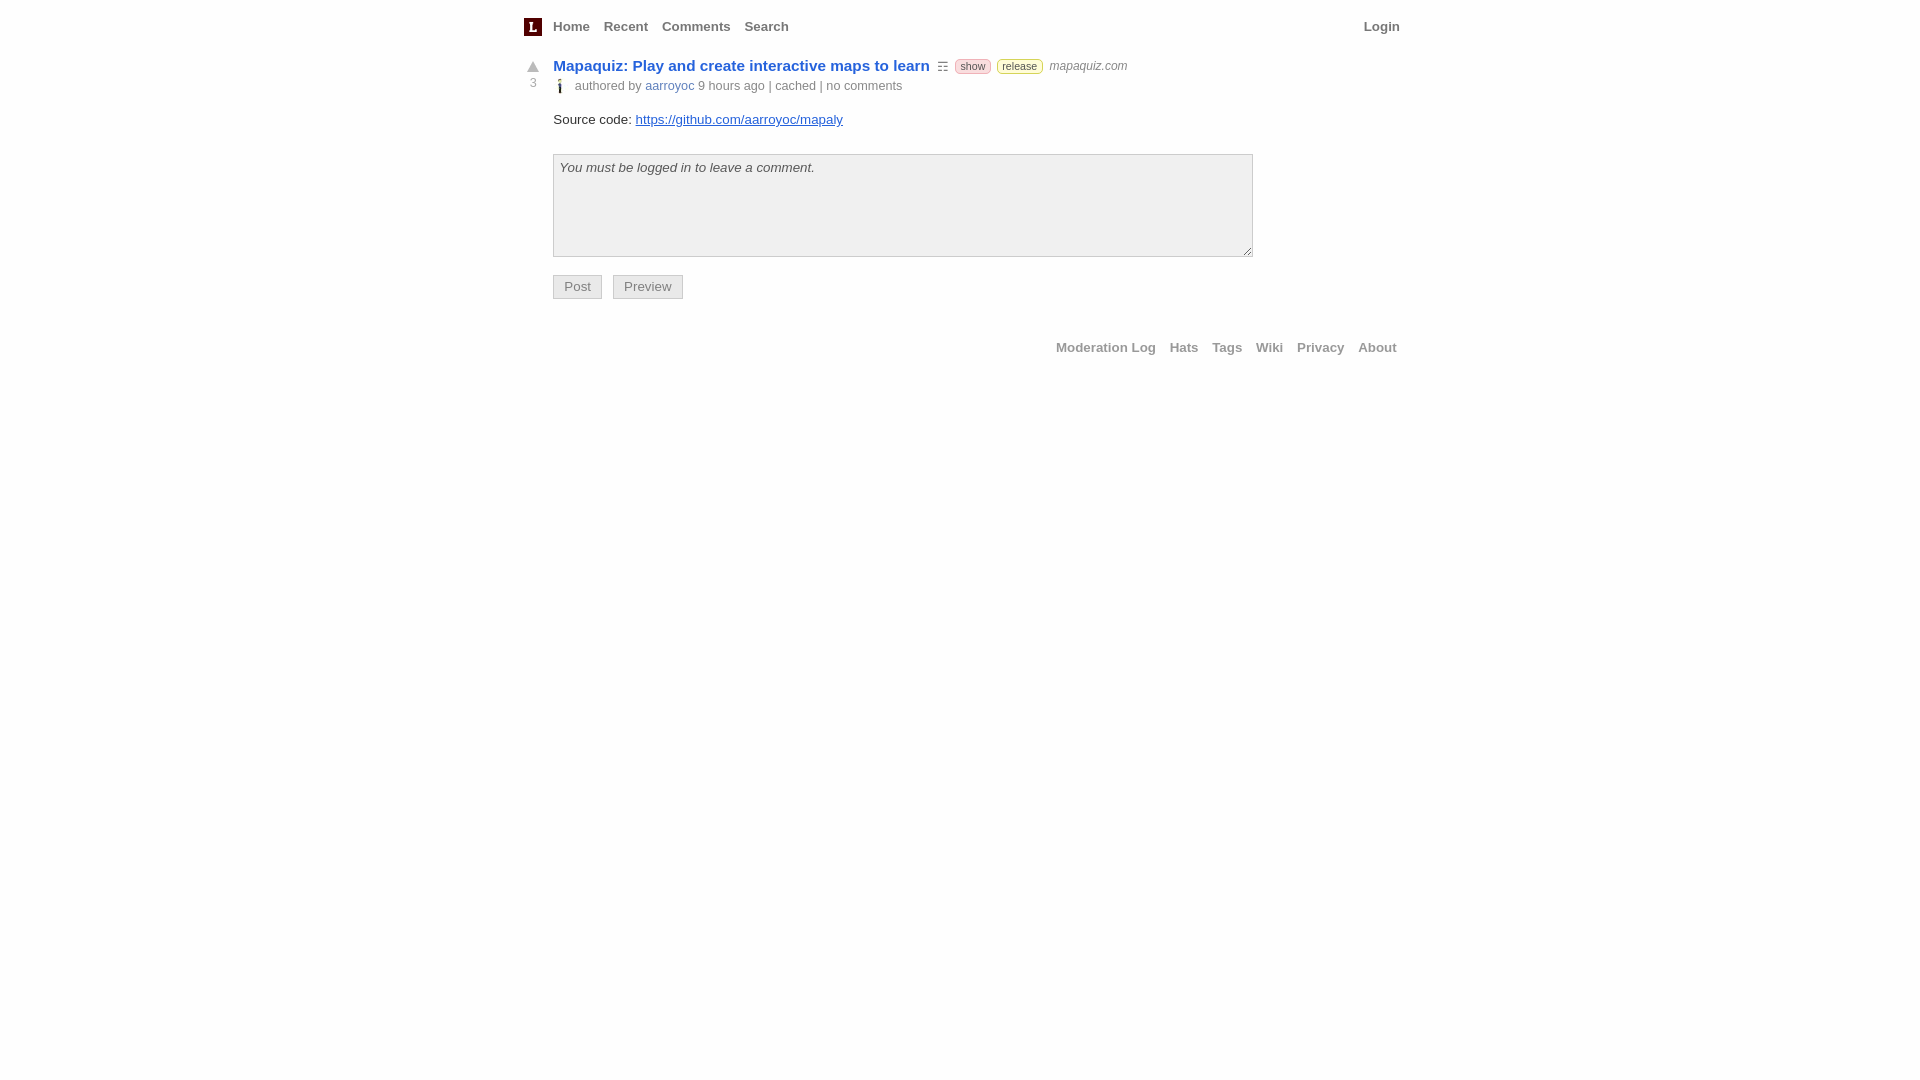 L Home Recent Comments Search Login
Mapaquiz: Play and create interactive maps to learn ☶ show release mapaquiz.com
3
authored by aarroyoc 9 hours ago | cached | no comments
Source code: https://github.com/aarroyoc/mapaly
You must be logged in to leave a comment.
Post Preview
Moderation Log Hats Tags Wiki Privacy About